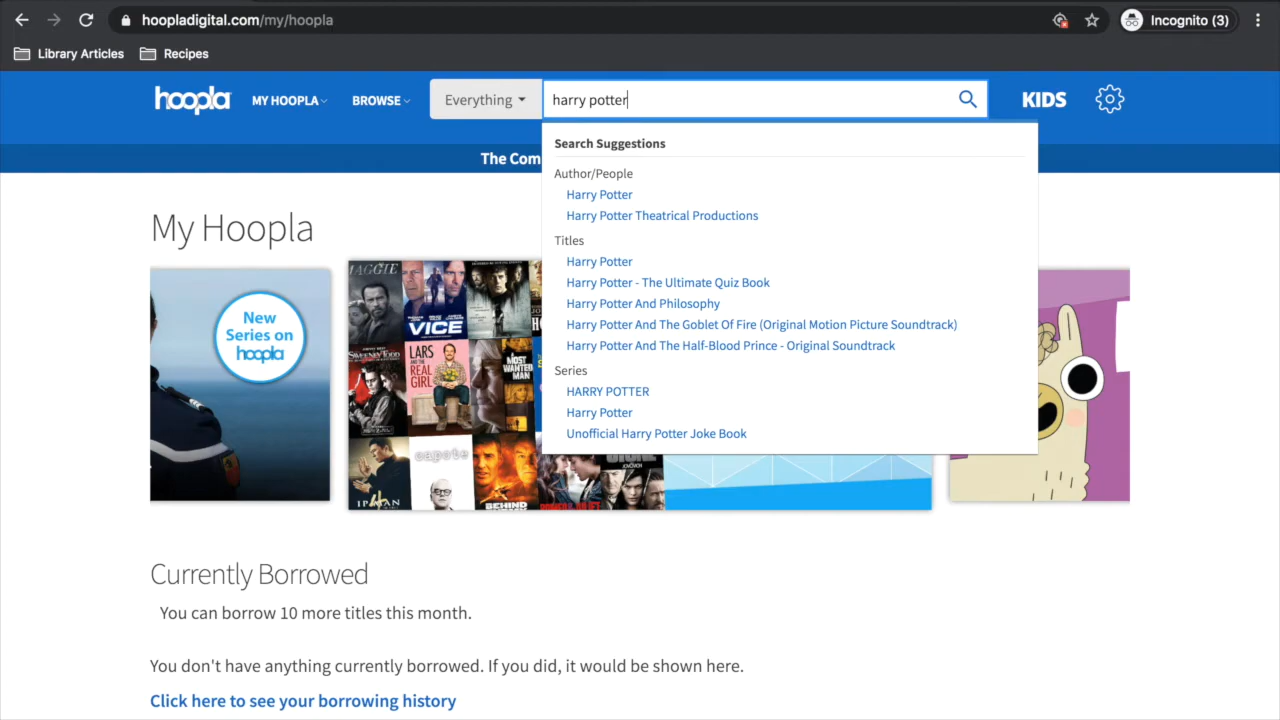 hoopladigital.com/my/hoopla
Incognito (3)
Library Articles
Recipes
hoopla
MY HOOPLA
BROWSE
Everything
harry potter
KIDS
The Com
Search Suggestions
Author/People
Harry Potter
Harry Potter Theatrical Productions
Titles
Harry Potter
Harry Potter - The Ultimate Quiz Book
Harry Potter And Philosophy
Harry Potter And The Goblet Of Fire (Original Motion Picture Soundtrack)
Harry Potter And The Half-Blood Prince - Original Soundtrack
Series
HARRY POTTER
Harry Potter
Unofficial Harry Potter Joke Book
My Hoopla
New
Series on
hoopla
VICE
SWEENEY TODD
LARS
AND THE
REAL
GIRL
MOST
WANTED
MAN
capote
IP MAN
BEHIND
Currently Borrowed
You can borrow 10 more titles this month.
You don't have anything currently borrowed. If you did, it would be shown here.
Click here to see your borrowing history